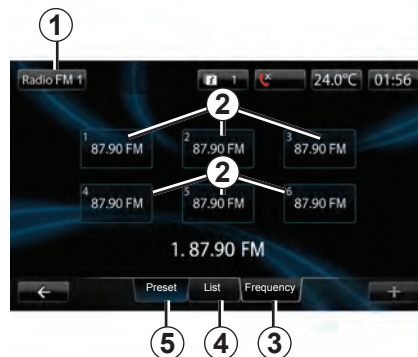 1
Radio FM 1
i 1
24.0°C
01:56
2
1
87.90 FM
2
87.90 FM
3
87.90 FM
2
4
87.90 FM
5
87.90 FM
6
87.90 FM
1. 87.90 FM
Preset
List
Frequency
+
5
4
3